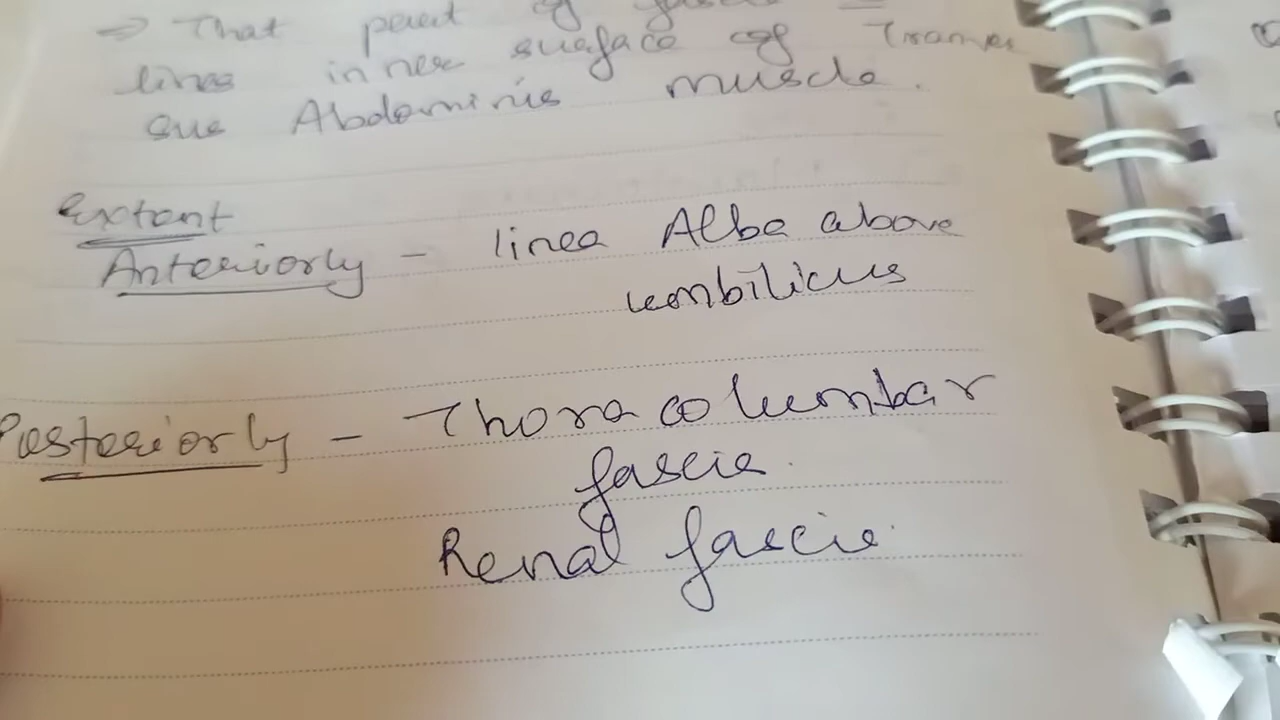 ⇒ That part of fascia
lines inner surface of Transver
sus Abdominis muscle.
Extent
Anteriorly - linea Alba above
umbilicus
Posteriorly - Thoracolumbar
fascia.
Renal fascia.